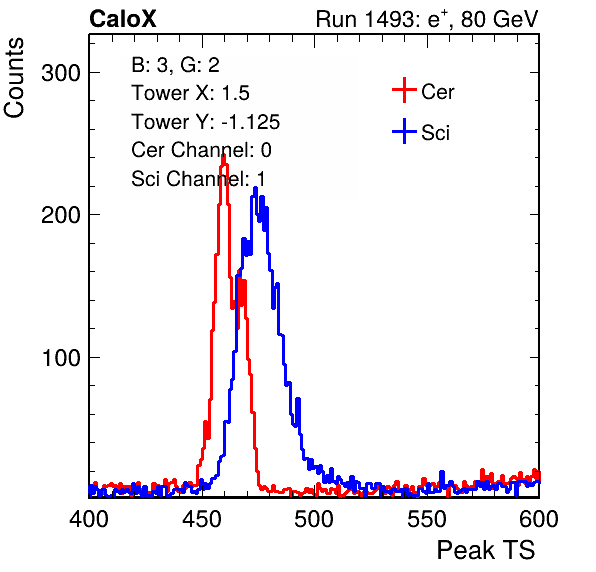 CaloX Run 1493: e⁺, 80 GeV
Counts
B: 3, G: 2
Tower X: 1.5
Tower Y: -1.125
Cer Channel: 0
Sci Channel: 1
Cer
Sci
300
200
100
400 450 500 550 600
Peak TS